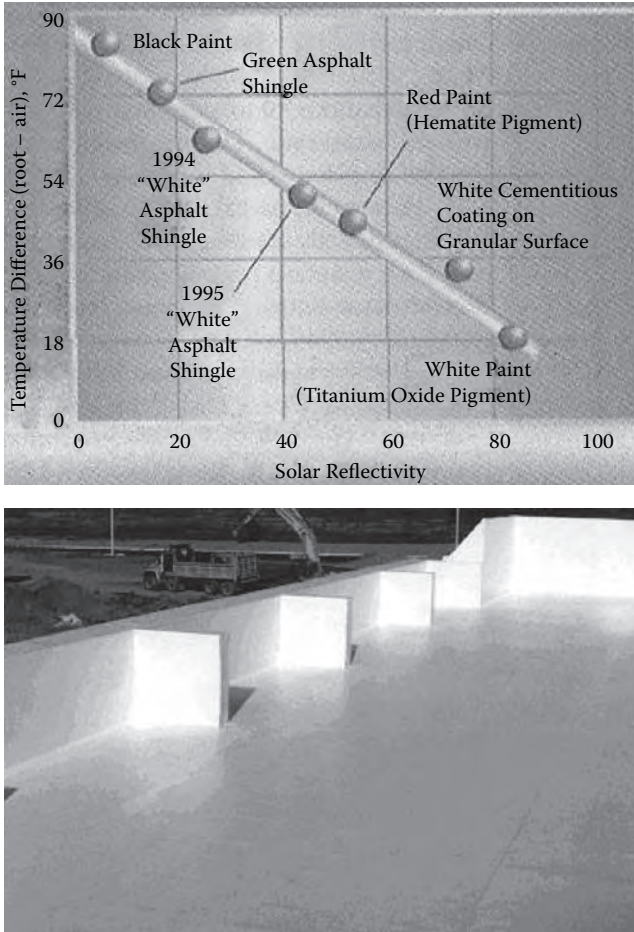 Temperature Difference (root – air), °F
90
72
54
36
18
0
Black Paint
Green Asphalt
Shingle
Red Paint
(Hematite Pigment)
1994
“White”
Asphalt
Shingle
White Cementitious
Coating on
Granular Surface
1995
“White”
Asphalt
Shingle
White Paint
(Titanium Oxide Pigment)
0 20 40 60 80 100
Solar Reflectivity